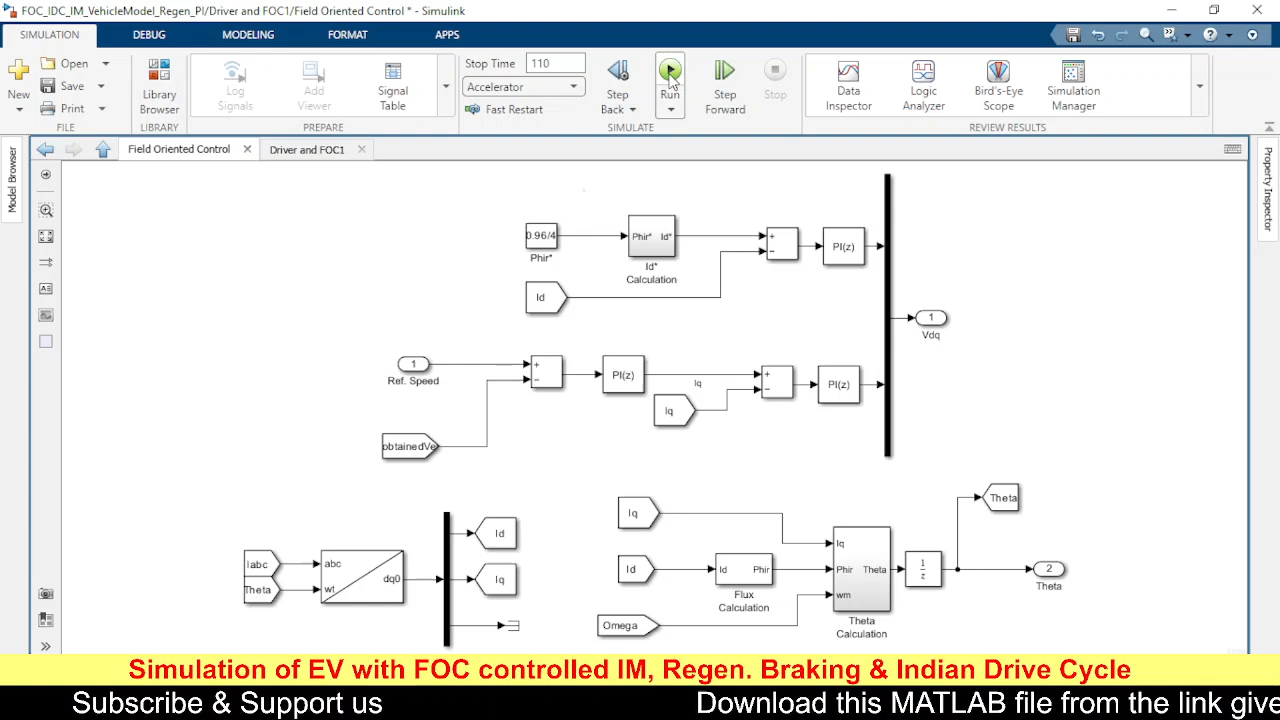 FOC_IDC_IM_VehicleModel_Regen_PI/Driver and FOC1/Field Oriented Control * - Simulink
SIMULATION DEBUG MODELING FORMAT APPS
New
Open
Save
Print
FILE
Library Browser
LIBRARY
Log Signals
Add Viewer
Signal Table
PREPARE
Stop Time 110
Accelerator
Fast Restart
Step Back
Run
Step Forward
Stop
SIMULATE
Data Inspector
Logic Analyzer
Bird's-Eye Scope
Simulation Manager
REVIEW RESULTS
Model Browser
Field Oriented Control
Driver and FOC1
Property Inspector
0.96/4
Phir*
Phir* Id*
Id* Calculation
+
−
PI(z)
Id
1
Vdq
1
Ref. Speed
+
−
PI(z)
Iq
+
−
PI(z)
Iq
obtainedVe
Iabc
Theta
abc
wt
dq0
Id
Iq
Iq
Id
Id Phir
Flux Calculation
Omega
Iq
Phir Theta
wm
Theta Calculation
1
z
Theta
2
Theta
Simulation of EV with FOC controlled IM, Regen. Braking & Indian Drive Cycle
Subscribe & Support us Download this MATLAB file from the link give